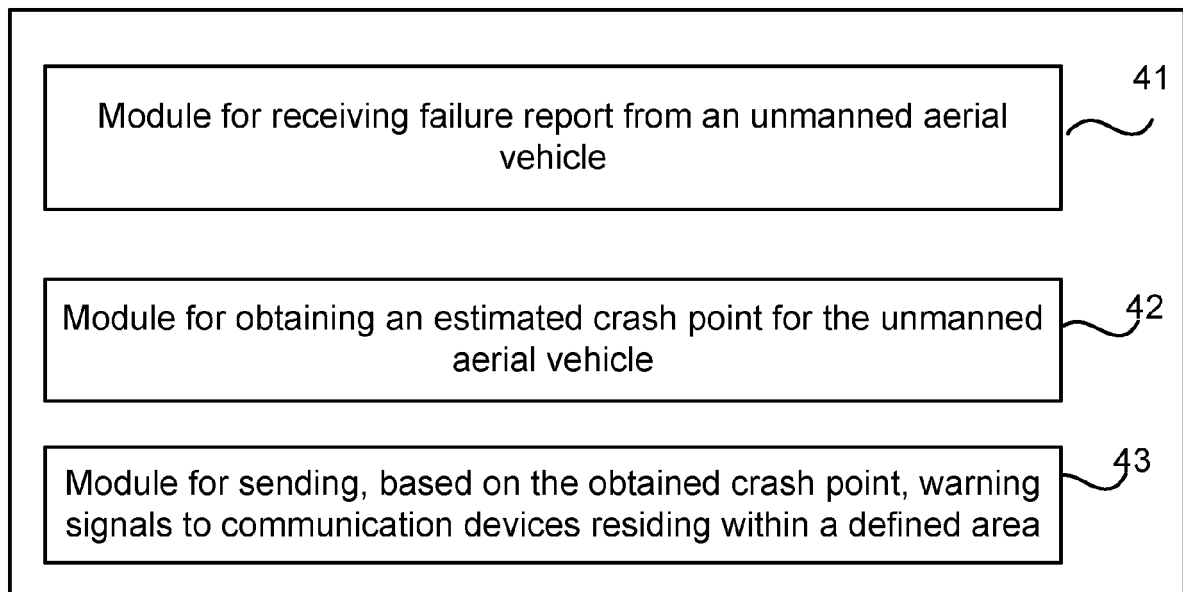 Module for receiving failure report from an unmanned aerial
vehicle
41
Module for obtaining an estimated crash point for the unmanned
aerial vehicle
42
Module for sending, based on the obtained crash point, warning
signals to communication devices residing within a defined area
43